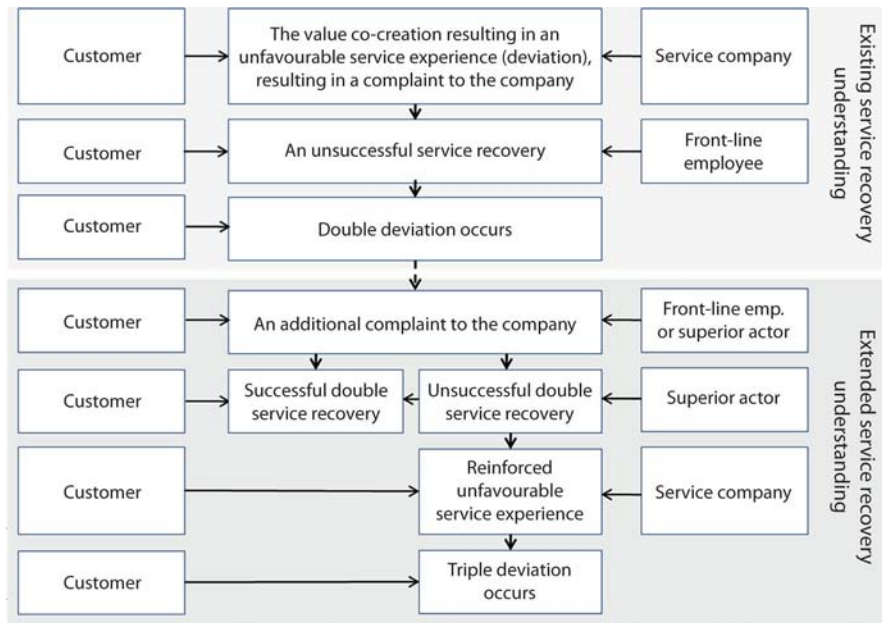 Customer
The value co-creation resulting in an
unfavourable service experience (deviation),
resulting in a complaint to the company
Service company
Customer
An unsuccessful service recovery
Front-line
employee
Customer
Double deviation occurs
Existing service recovery
understanding
Customer
An additional complaint to the company
Front-line emp.
or superior actor
Customer
Successful double
service recovery
Unsuccessful double
service recovery
Superior actor
Customer
Reinforced
unfavourable
service experience
Service company
Customer
Triple deviation
occurs
Extended service recovery
understanding